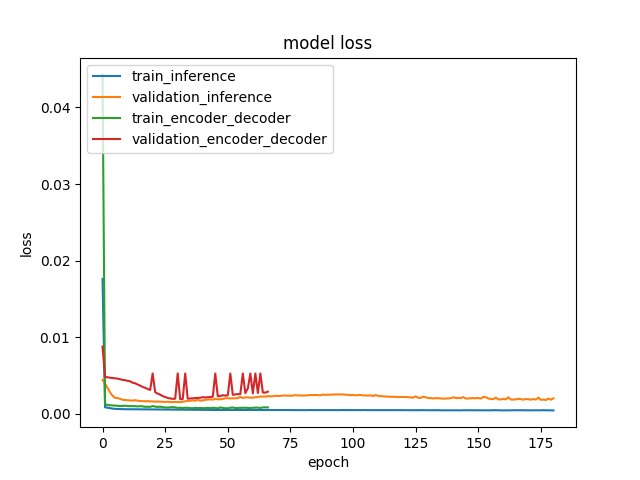 model loss
train_inference
validation_inference
train_encoder_decoder
validation_encoder_decoder
loss
0.04
0.03
0.02
0.01
0.00
0 25 50 75 100 125 150 175
epoch